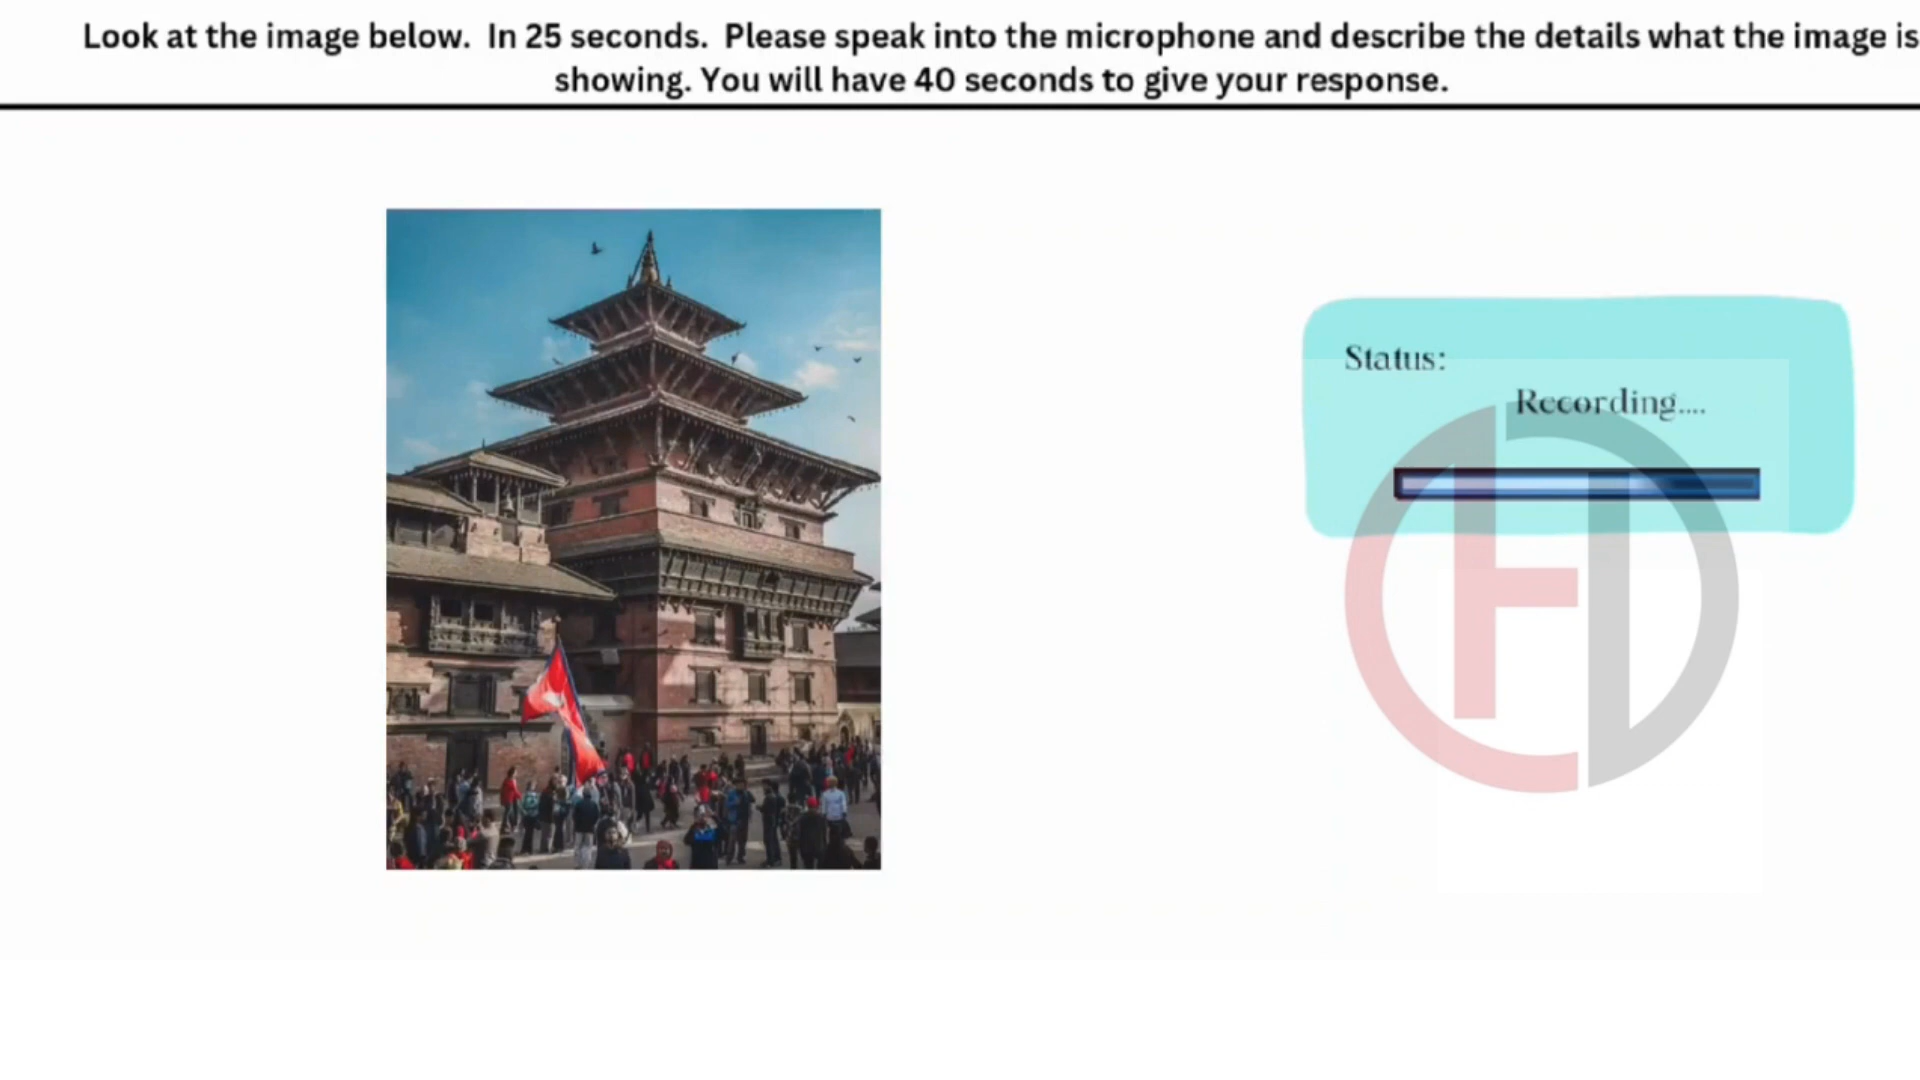 Look at the image below. In 25 seconds. Please speak into the microphone and describe the details what the image is
showing. You will have 40 seconds to give your response.
Status:
Recording....